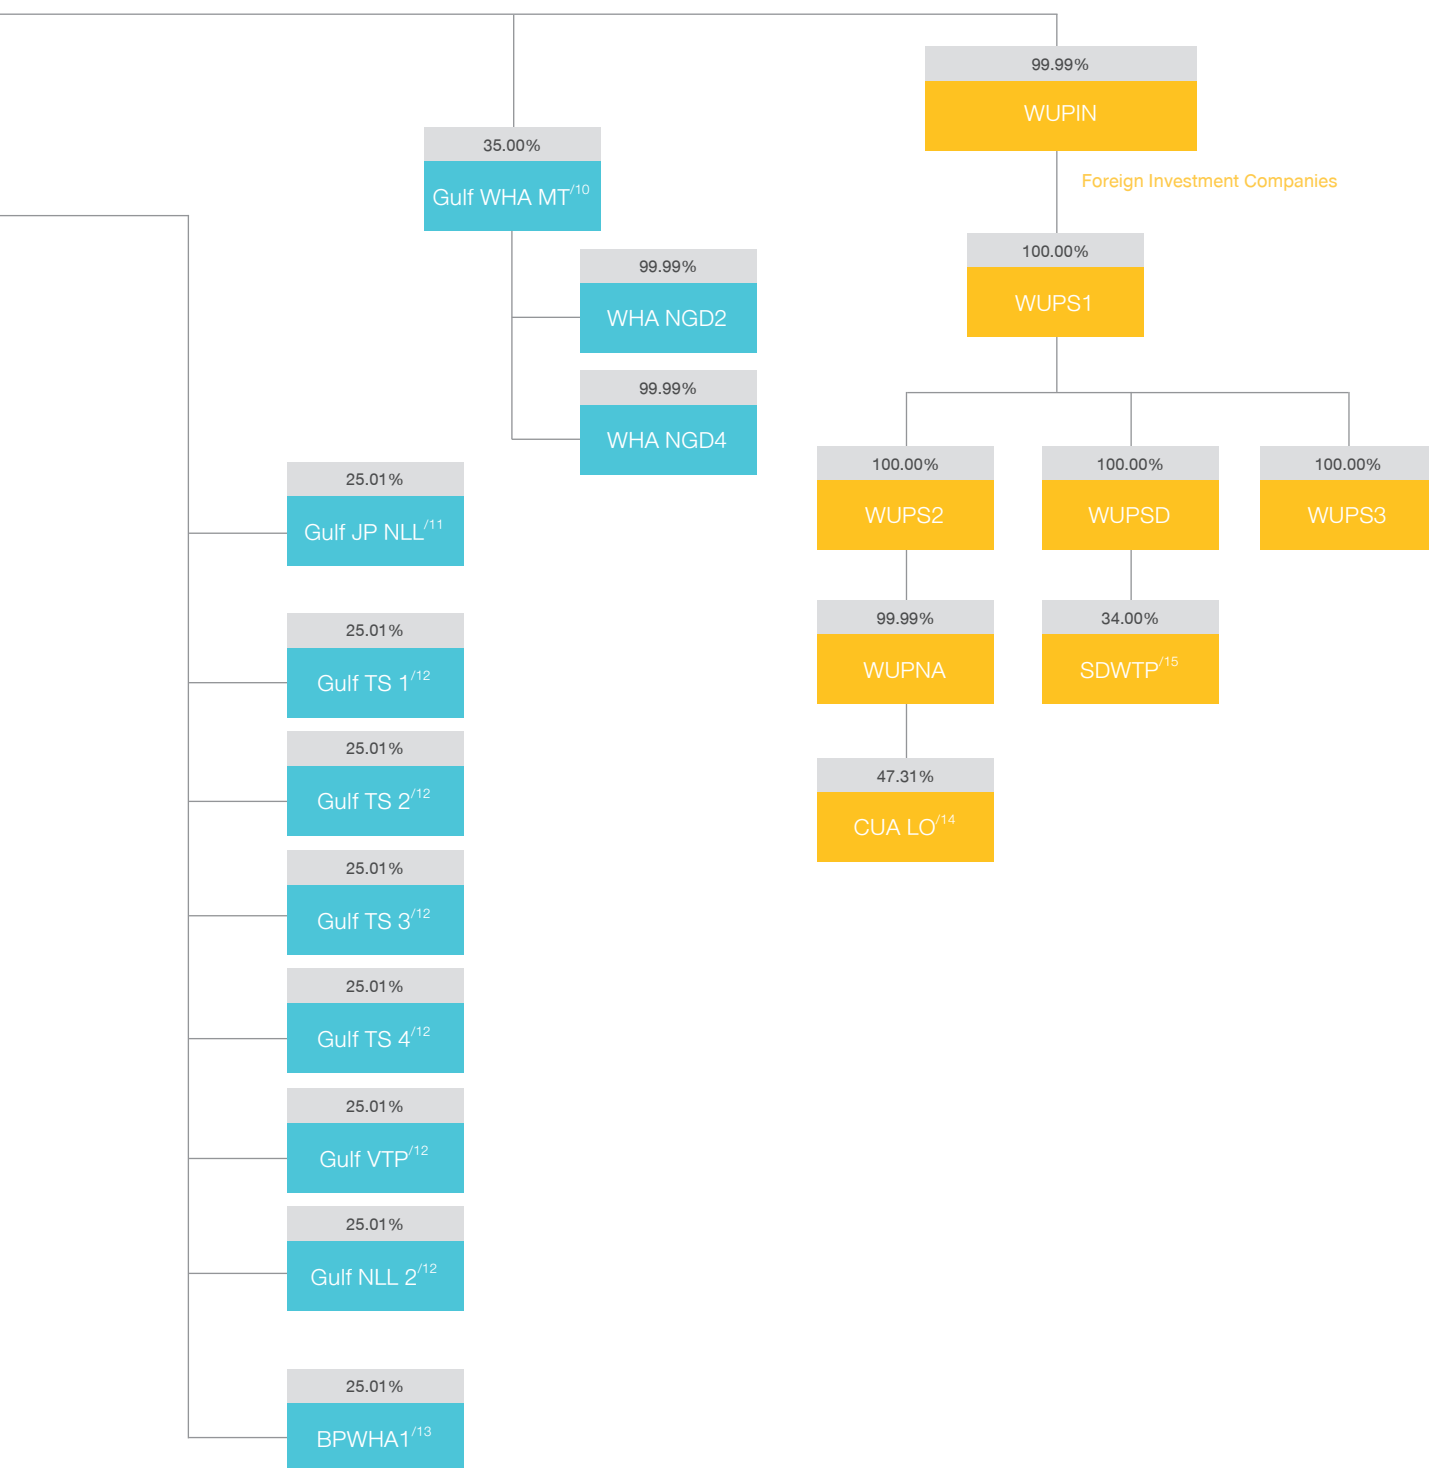 99.99%
WUPIN
Foreign Investment Companies
35.00%
Gulf WHA MT/10
99.99%
WHA NGD2
99.99%
WHA NGD4
100.00%
WUPS1
100.00%
WUPS2
100.00%
WUPSD
100.00%
WUPS3
99.99%
WUPNA
34.00%
SDWTP/15
47.31%
CUA LO/14
25.01%
Gulf JP NLL/11
25.01%
Gulf TS 1/12
25.01%
Gulf TS 2/12
25.01%
Gulf TS 3/12
25.01%
Gulf TS 4/12
25.01%
Gulf VTP/12
25.01%
Gulf NLL 2/12
25.01%
BPWHA1/13